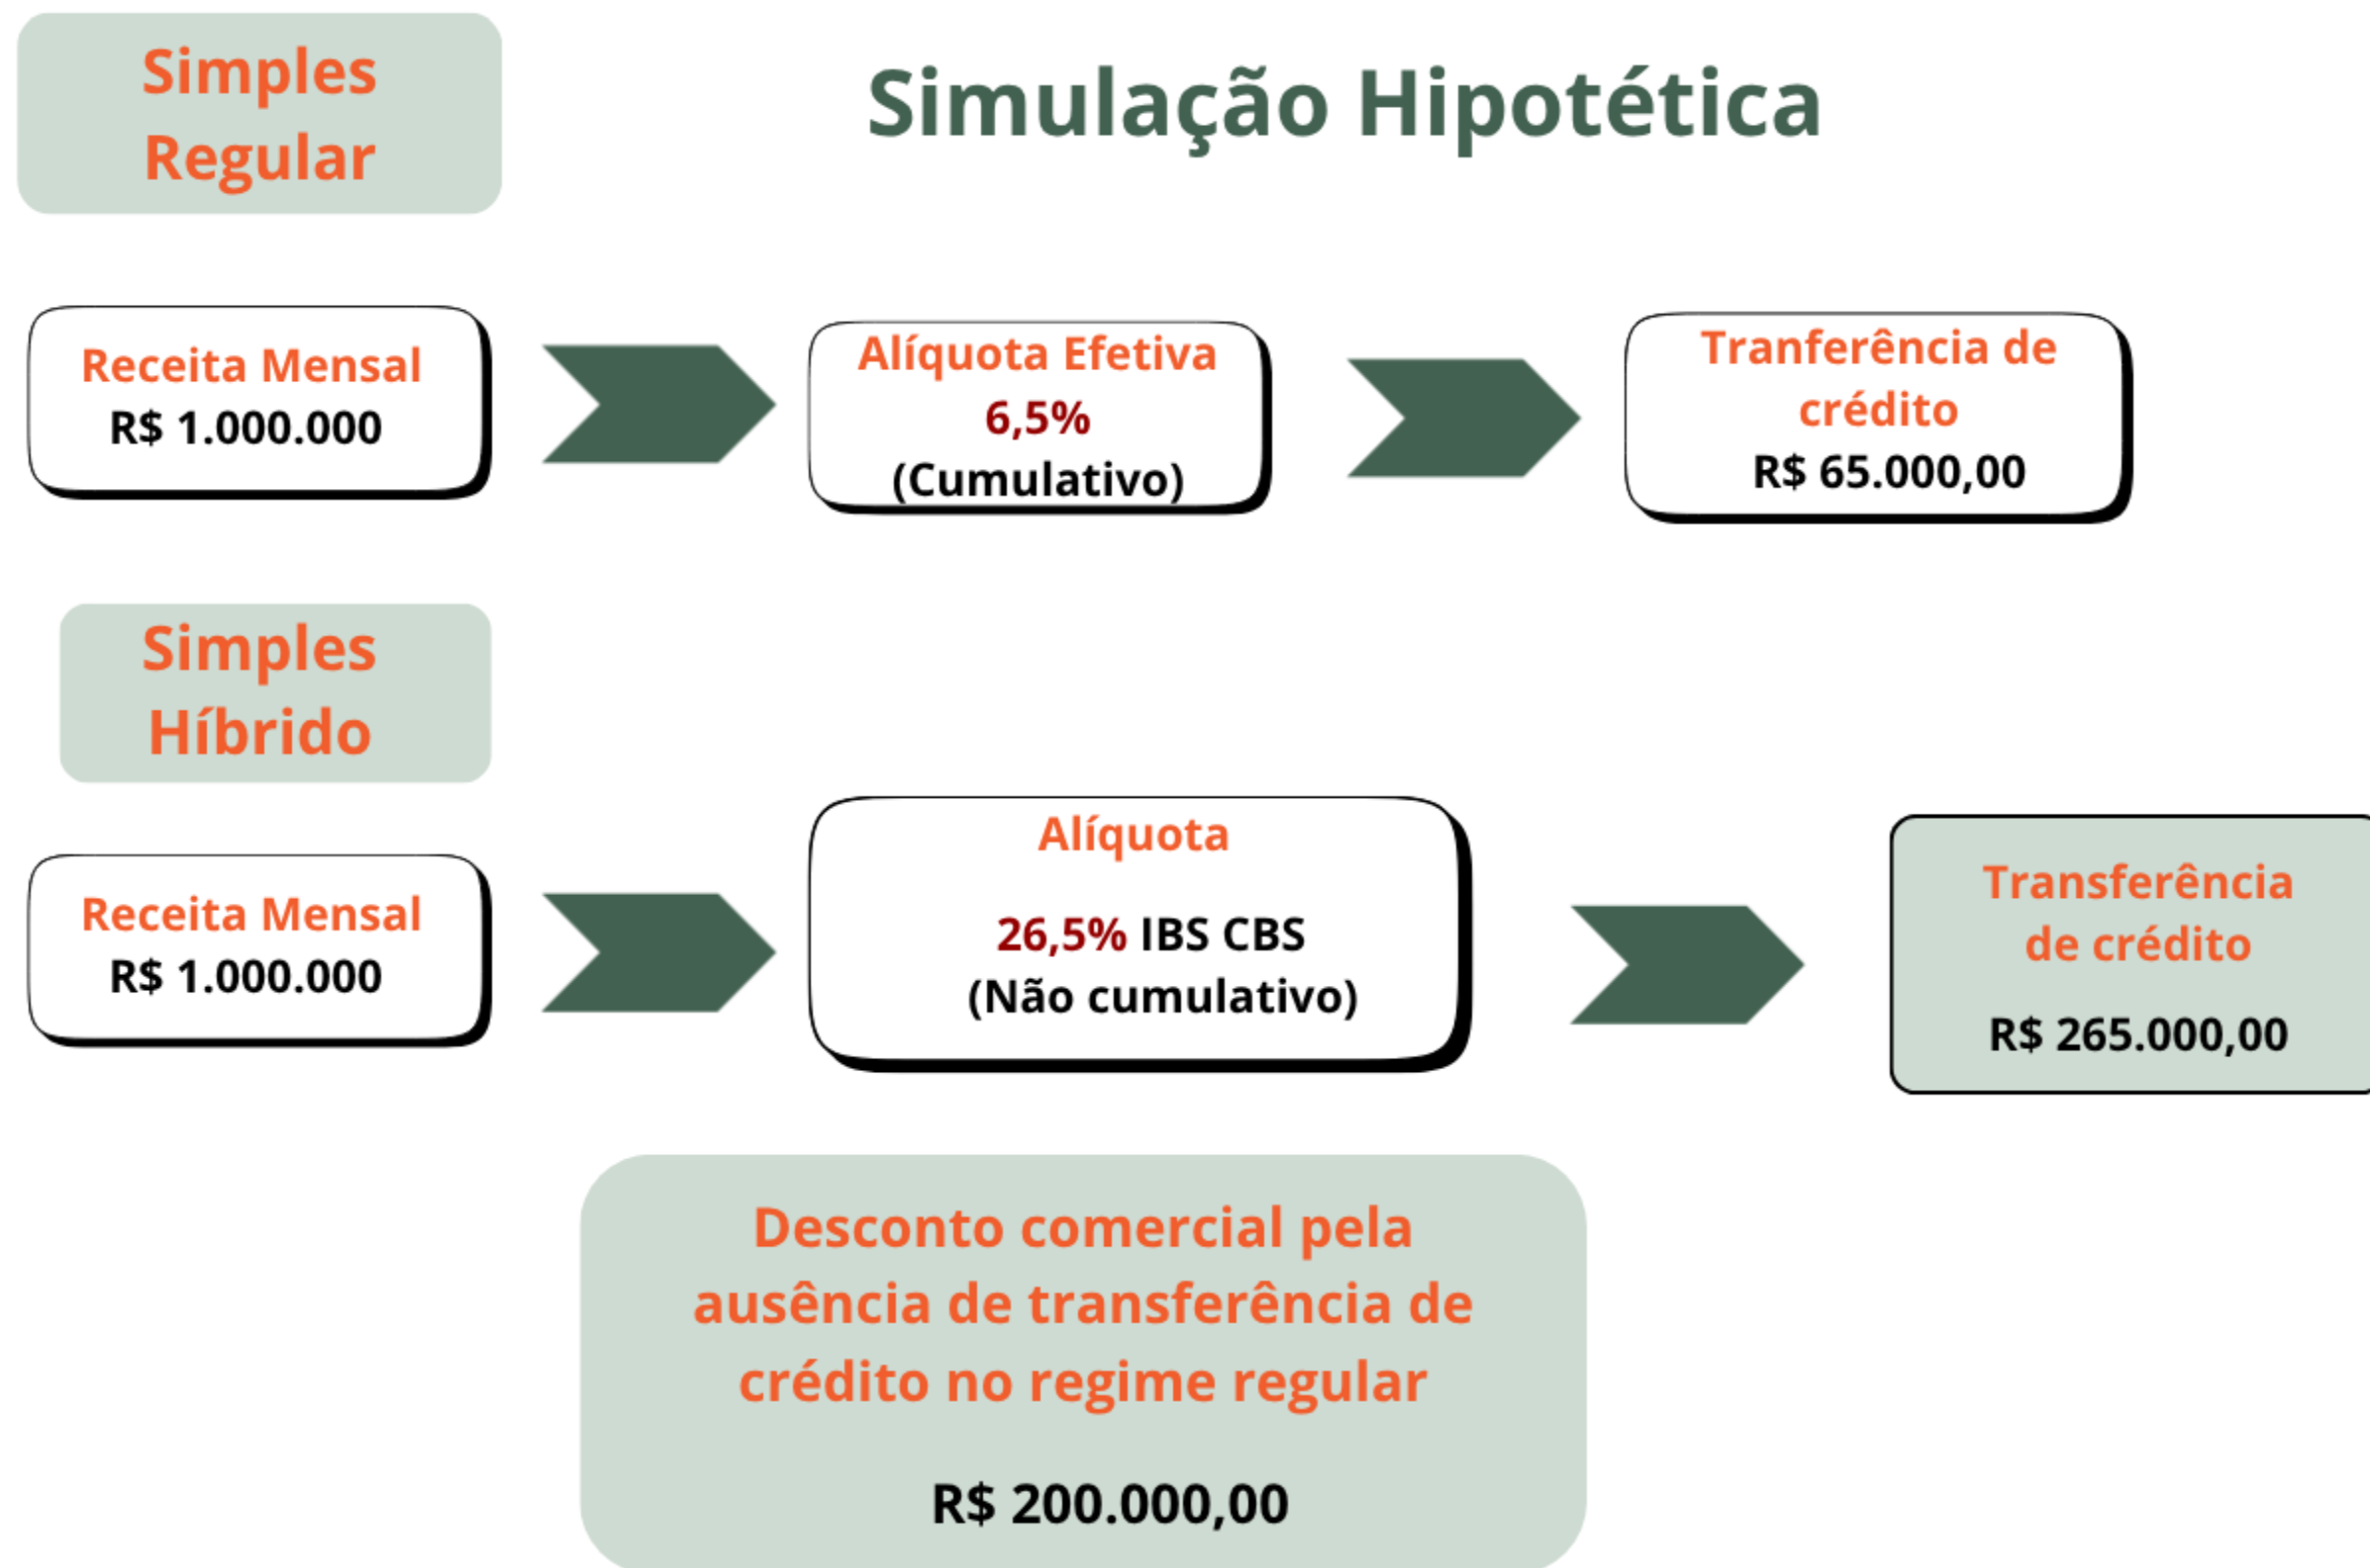 Simples
Regular
Simulação Hipotética
Receita Mensal
R$ 1.000.000
Alíquota Efetiva
6,5%
(Cumulativo)
Tranferência de
crédito
R$ 65.000,00
Simples
Híbrido
Receita Mensal
R$ 1.000.000
Alíquota
26,5% IBS CBS
(Não cumulativo)
Transferência
de crédito
R$ 265.000,00
Desconto comercial pela
ausência de transferência de
crédito no regime regular
R$ 200.000,00